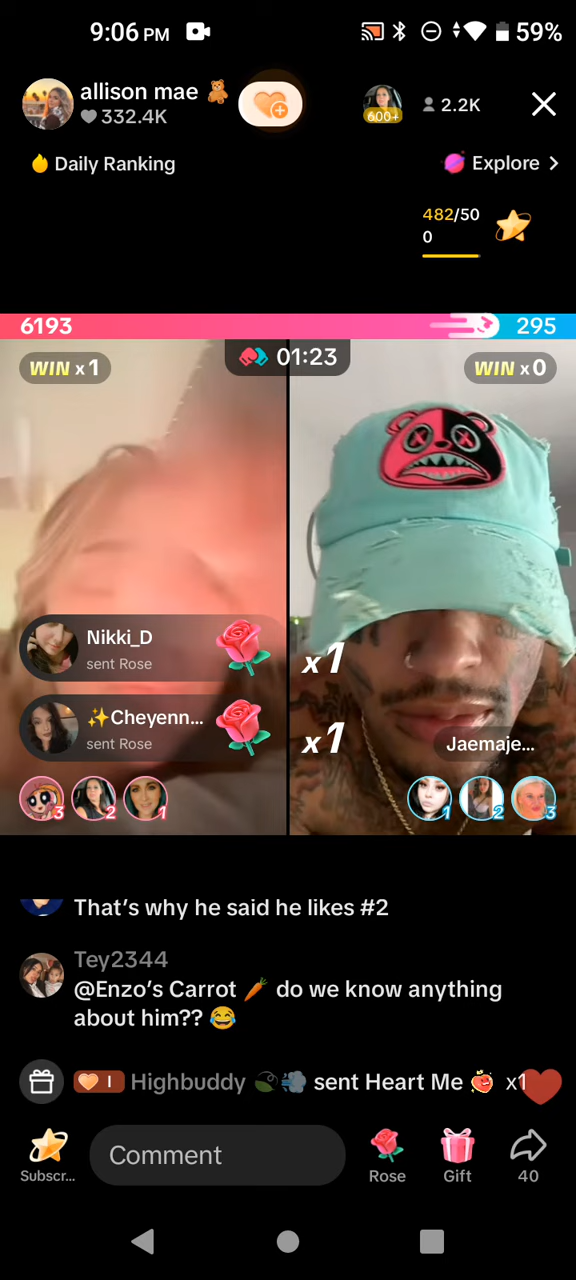 9:06 PM
59%
allison mae 🧸
332.4K
600+
2.2K
Daily Ranking
Explore >
482/50
0
6193
295
WIN x 1
01:23
WIN x 0
Nikki_D
sent Rose
x1
✨Cheyenn...
sent Rose
x1
Jaemaje...
3
2
1
1
2
3
That's why he said he likes #2
Tey2344
@Enzo's Carrot 🥕 do we know anything
about him?? 😂
I Highbuddy 🍃💨 sent Heart Me x1
Subscr...
Comment
Rose
Gift
40